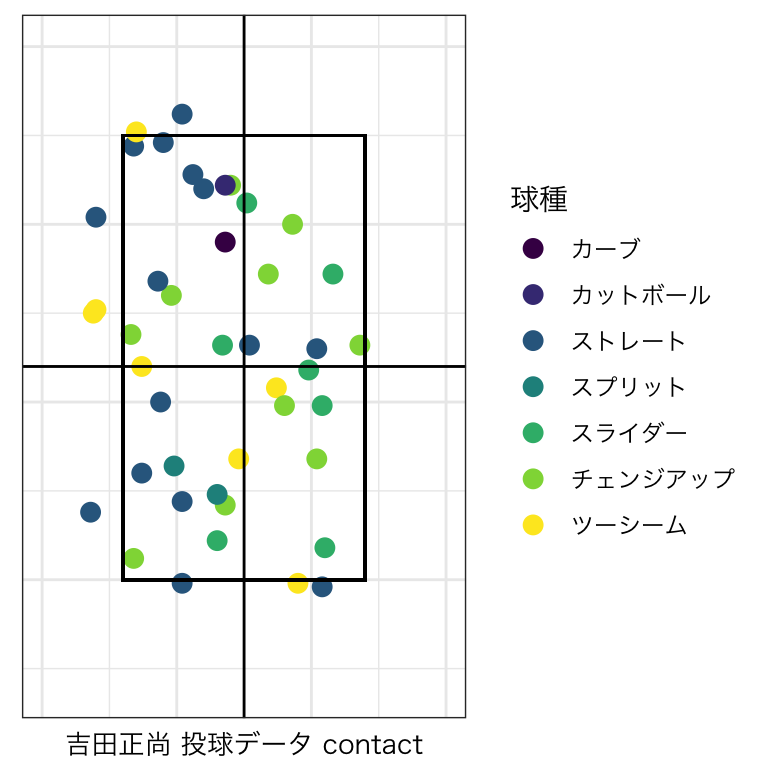 球種
カーブ
カットボール
ストレート
スプリット
スライダー
チェンジアップ
ツーシーム
吉田正尚 投球データ contact